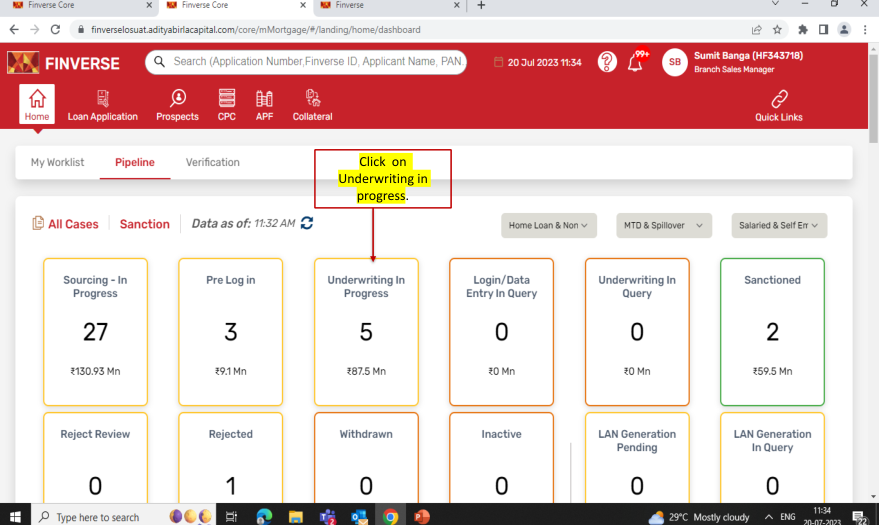 Finverse Core
Finverse Core
Finverse
finverselosuat.adityabirlacapital.com/core/mMortgage/#/landing/home/dashboard
FINVERSE
Search (Application Number,Finverse ID, Applicant Name, PAN.
20 Jul 2023 11:34
99+
SB
Sumit Banga (HF343718)
Branch Sales Manager
Home
Loan Application
Prospects
CPC
APF
Collateral
Quick Links
My Worklist
Pipeline
Verification
Click on
Underwriting in
progress.
All Cases
Sanction
Data as of: 11:32 AM
Home Loan & Non
MTD & Spillover
Salaried & Self Em
Sourcing - In
Progress
27
₹130.93 Mn
Pre Log in
3
₹9.1 Mn
Underwriting In
Progress
5
₹87.5 Mn
Login/Data
Entry In Query
0
₹0 Mn
Underwriting In
Query
0
₹0 Mn
Sanctioned
2
₹59.5 Mn
Reject Review
0
Rejected
1
Withdrawn
0
Inactive
0
LAN Generation
Pending
0
LAN Generation
In Query
0
Type here to search
29°C Mostly cloudy
ENG
11:34
20-07-2023
22